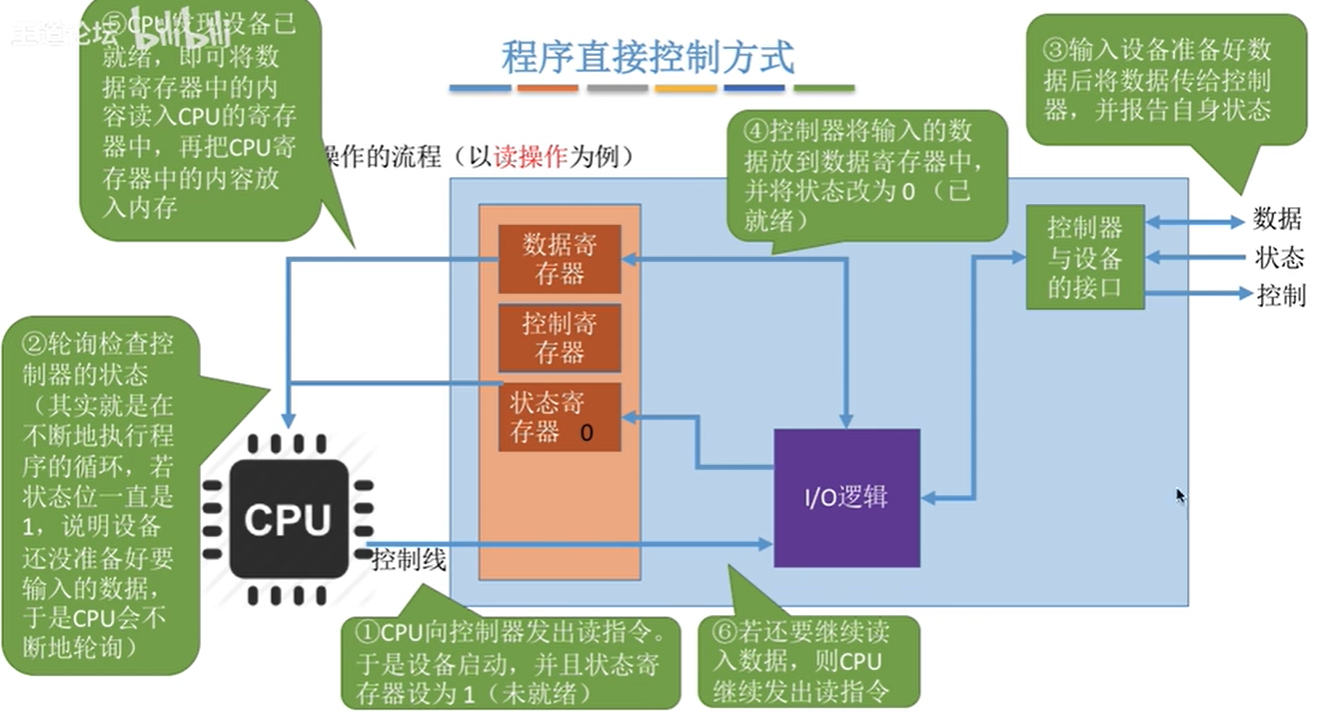 程序直接控制方式
王道论坛 bilibili
⑤CPU发现设备已
就绪，即可将数
据寄存器中的内
容读入CPU的寄存
器中，再把CPU寄
存器中的内容放
入内存
操作的流程（以读操作为例）
③输入设备准备好数
据后将数据传给控制
器，并报告自身状态
④控制器将输入的数
据放到数据寄存器中，
并将状态改为 0（已
就绪）
数据寄
存器
控制寄
存器
状态寄
存器 0
控制器
与设备
的接口
数据
状态
控制
②轮询检查控
制器的状态
（其实就是在
不断地执行程
序的循环，若
状态位一直是
1，说明设备
还没准备好要
输入的数据，
于是CPU会不
断地轮询）
CPU
I/O逻辑
控制线
①CPU向控制器发出读指令。
于是设备启动，并且状态寄
存器设为 1（未就绪）
⑥若还要继续读
入数据，则CPU
继续发出读指令